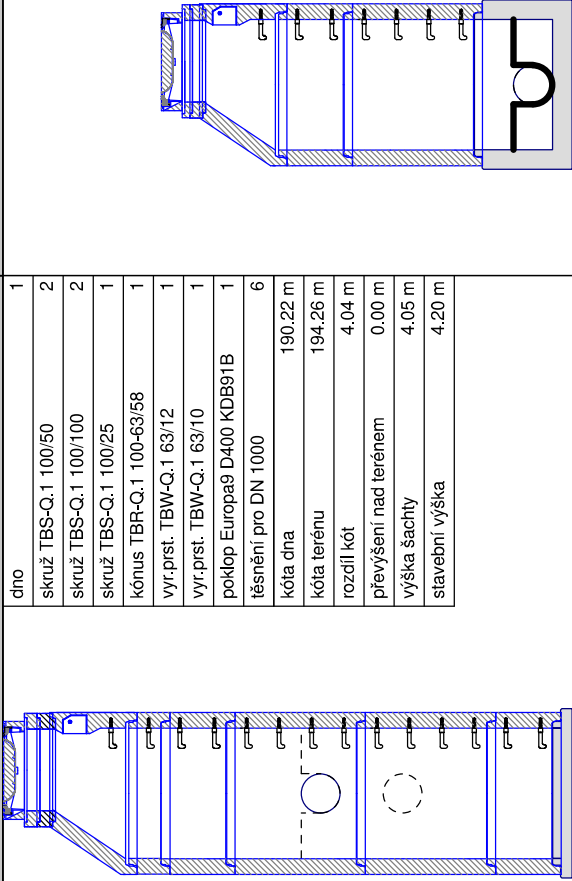 dno 1
skruž TBS-Q.1 100/50 2
skruž TBS-Q.1 100/100 2
skruž TBS-Q.1 100/25 1
kónus TBR-Q.1 100-63/58 1
vyr.prst. TBW-Q.1 63/12 1
vyr.prst. TBW-Q.1 63/10 1
poklop Europa9 D400 KDB91B 1
těsnění pro DN 1000 6
kóta dna 190.22 m
kóta terénu 194.26 m
rozdíl kót 4.04 m
převýšení nad terénem 0.00 m
výška šachty 4.05 m
stavební výška 4.20 m